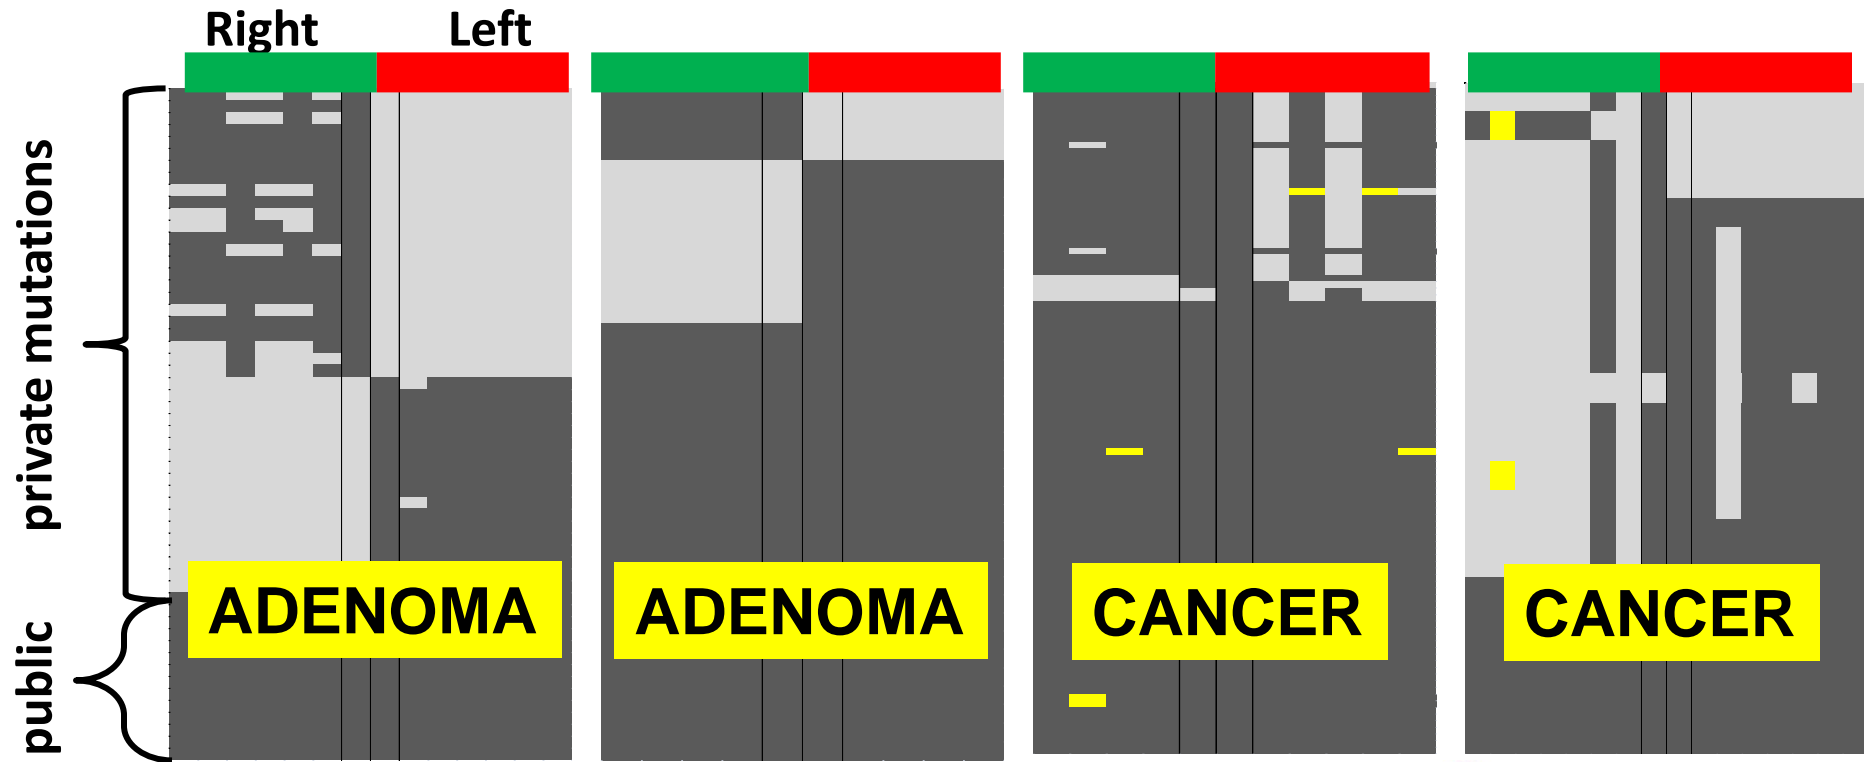 Right Left
private mutations
public
ADENOMA
ADENOMA
CANCER
CANCER